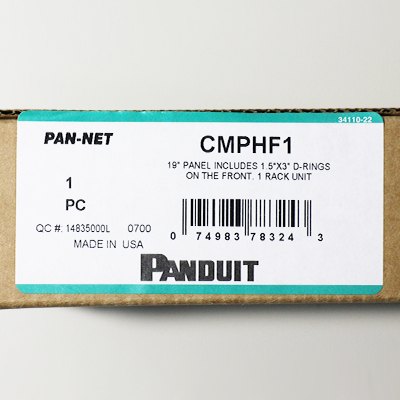 34110-22
PAN-NET
CMPHF1
19" PANEL INCLUDES 1.5"X3" D-RINGS
ON THE FRONT. 1 RACK UNIT
1
PC
QC #: 14835000L 0700
MADE IN USA
0 74983 78324 3
PANDUIT